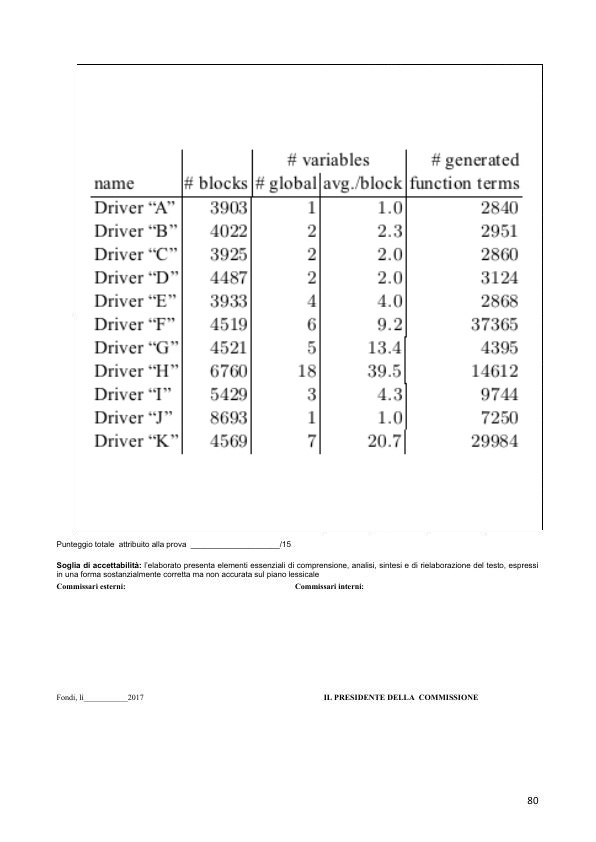 # variables # generated
name # blocks # global avg./block function terms
Driver “A” 3903 1 1.0 2840
Driver “B” 4022 2 2.3 2951
Driver “C” 3925 2 2.0 2860
Driver “D” 4487 2 2.0 3124
Driver “E” 3933 4 4.0 2868
Driver “F” 4519 6 9.2 37365
Driver “G” 4521 5 13.4 4395
Driver “H” 6760 18 39.5 14612
Driver “I” 5429 3 4.3 9744
Driver “J” 8693 1 1.0 7250
Driver “K” 4569 7 20.7 29984
Punteggio totale attribuito alla prova ____________________/15
Soglia di accettabilità: l'elaborato presenta elementi essenziali di comprensione, analisi, sintesi e di rielaborazione del testo, espressi
in una forma sostanzialmente corretta ma non accurata sul piano lessicale
Commissari esterni: Commissari interni:
Fondi, lì___________2017 IL PRESIDENTE DELLA COMMISSIONE
80